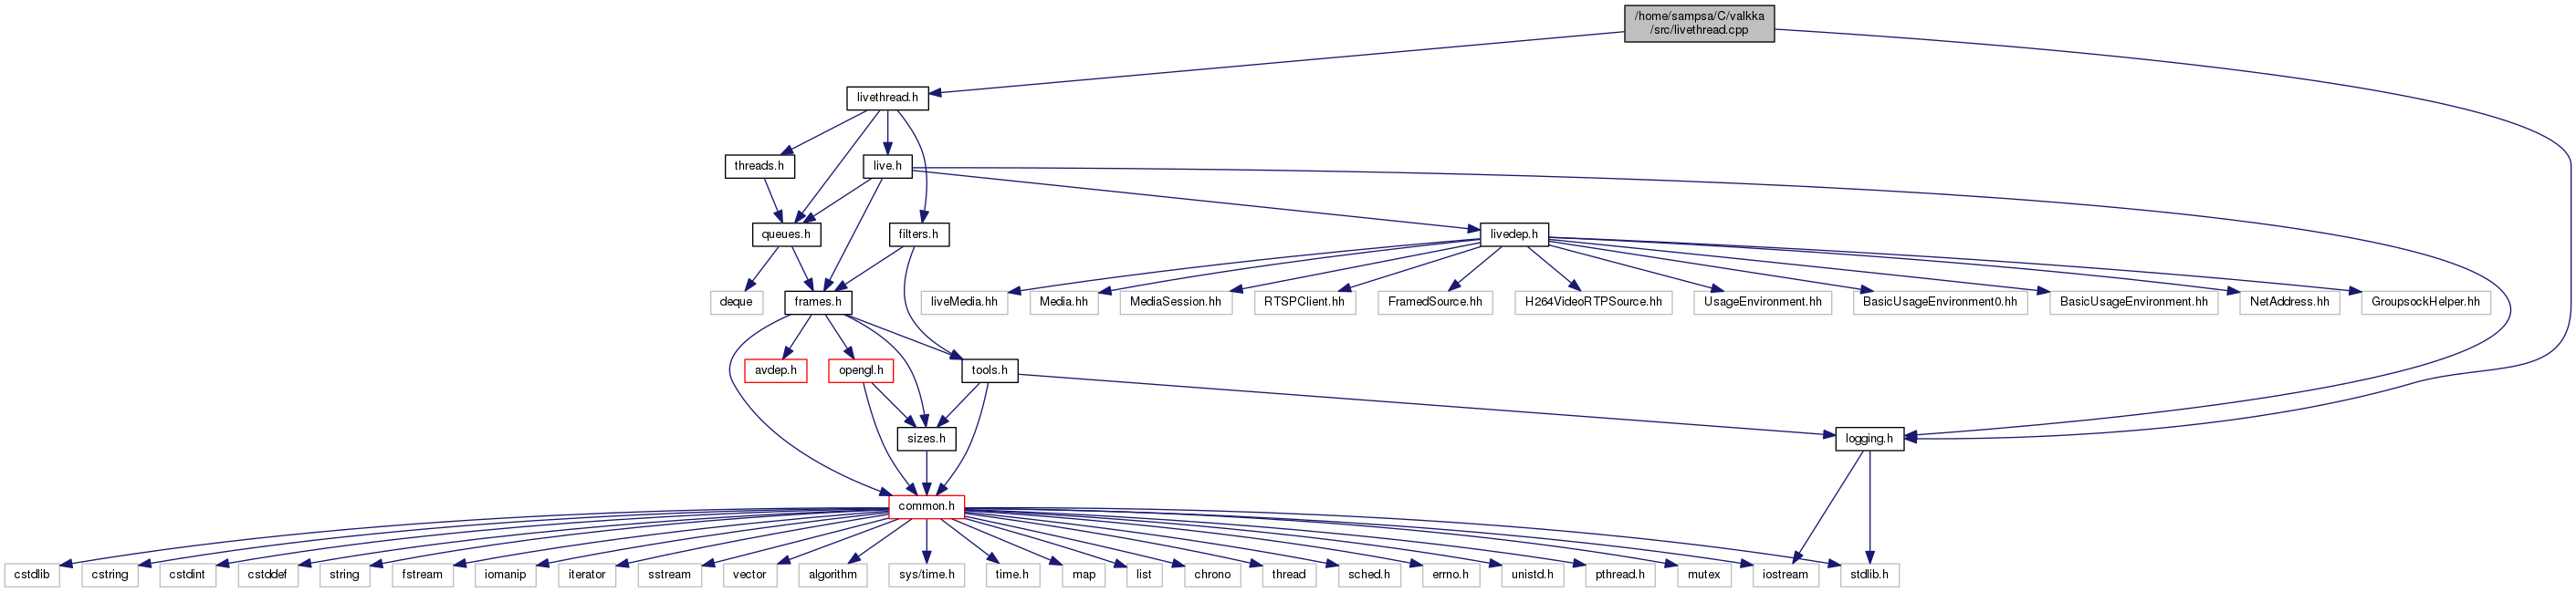 /home/sampsa/C/valkka
/src/livethread.cpp
livethread.h
threads.h
live.h
queues.h
filters.h
livedep.h
deque
frames.h
liveMedia.hh
Media.hh
MediaSession.hh
RTSPClient.hh
FramedSource.hh
H264VideoRTPSource.hh
UsageEnvironment.hh
BasicUsageEnvironment0.hh
BasicUsageEnvironment.hh
NetAddress.hh
GroupsockHelper.hh
avdep.h
opengl.h
tools.h
sizes.h
logging.h
common.h
cstdlib
cstring
cstdint
cstddef
string
fstream
iomanip
iterator
sstream
vector
algorithm
sys/time.h
time.h
map
list
chrono
thread
sched.h
errno.h
unistd.h
pthread.h
mutex
iostream
stdlib.h